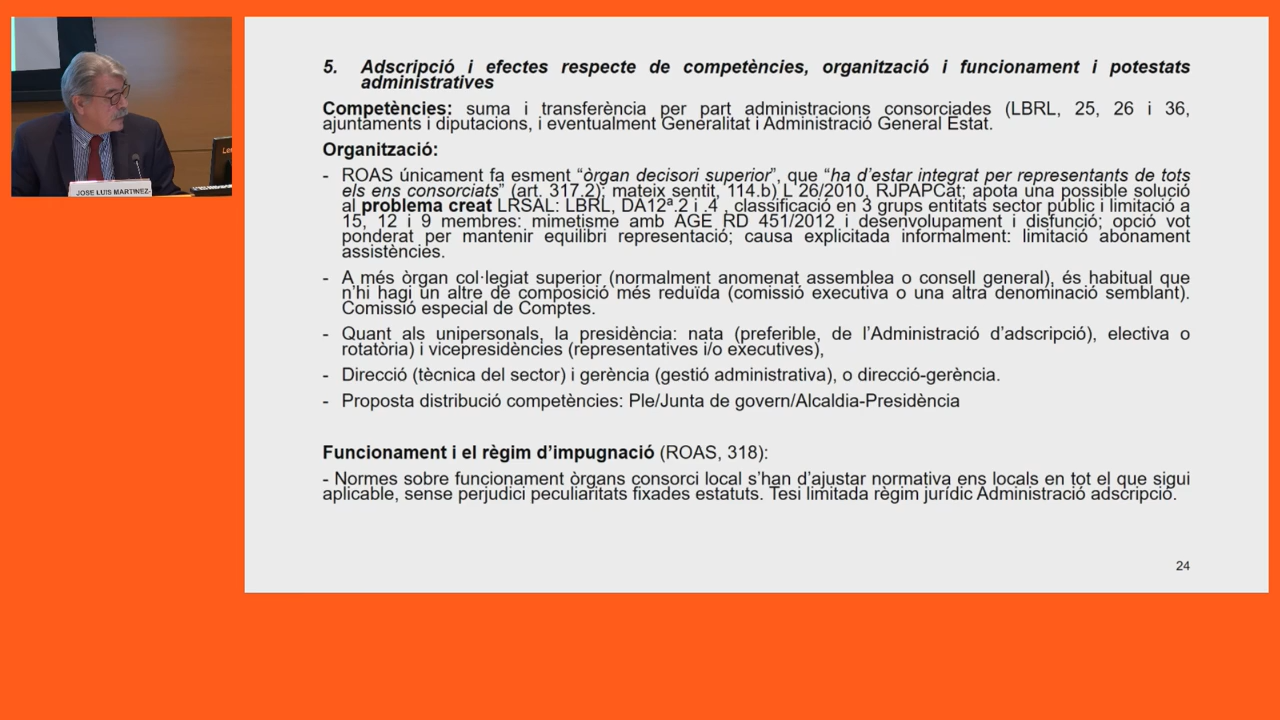 JOSE LUIS MARTINEZ-
5. Adscripció i efectes respecte de competències, organització i funcionament i potestats
administratives
Competències: suma i transferència per part administracions consorciades (LBRL, 25, 26 i 36,
ajuntaments i diputacions, i eventualment Generalitat i Administració General Estat.
Organització:
- ROAS únicament fa esment “òrgan decisori superior”, que “ha d’estar integrat per representants de tots
els ens consorciats” (art. 317.2); mateix sentit, 114.b) L 26/2010, RJPAPCat; apota una possible solució
al problema creat LRSAL: LBRL, DA12ª.2 i .4 , classificació en 3 grups entitats sector públic i limitació a
15, 12 i 9 membres: mimetisme amb AGE RD 451/2012 i desenvolupament i disfunció; opció vot
ponderat per mantenir equilibri representació; causa explicitada informalment: limitació abonament
assistències.
- A més òrgan col·legiat superior (normalment anomenat assemblea o consell general), és habitual que
n’hi hagi un altre de composició més reduïda (comissió executiva o una altra denominació semblant).
Comissió especial de Comptes.
- Quant als unipersonals, la presidència: nata (preferible, de l’Administració d’adscripció), electiva o
rotatòria) i vicepresidències (representatives i/o executives),
- Direcció (tècnica del sector) i gerència (gestió administrativa), o direcció-gerència.
- Proposta distribució competències: Ple/Junta de govern/Alcaldia-Presidència
Funcionament i el règim d’impugnació (ROAS, 318):
- Normes sobre funcionament òrgans consorci local s’han d’ajustar normativa ens locals en tot el que sigui
aplicable, sense perjudici peculiaritats fixades estatuts. Tesi limitada règim jurídic Administració adscripció.
24